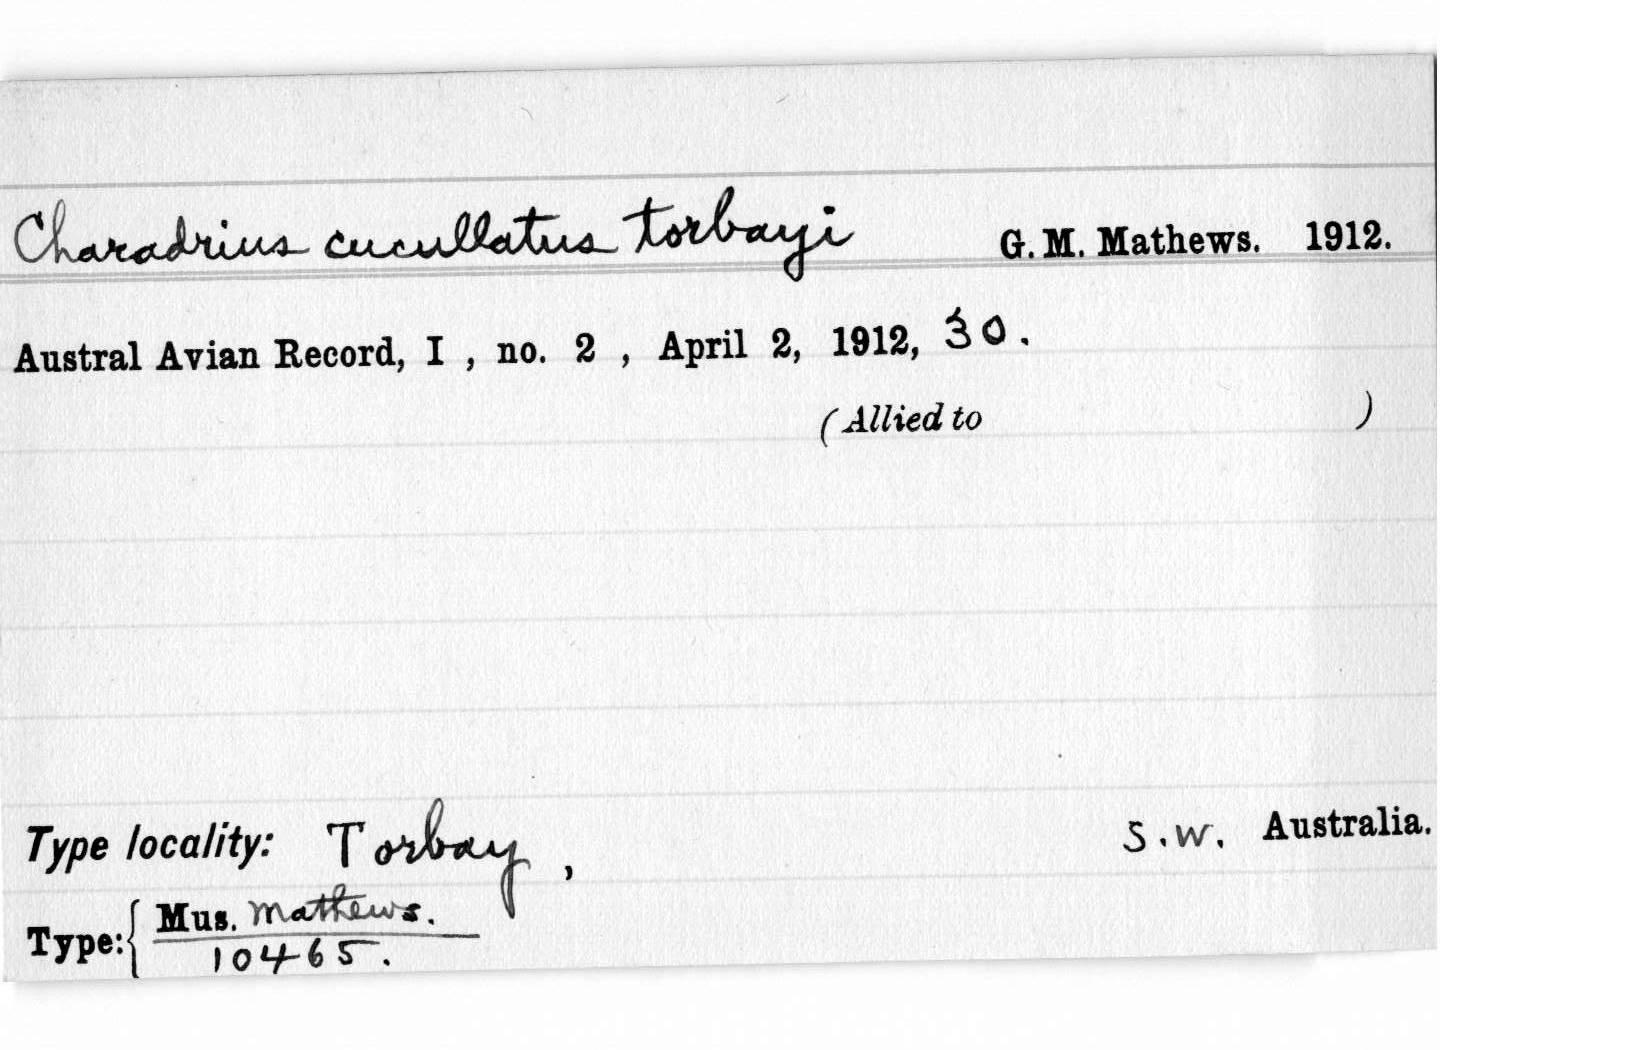 Charadrius cucullatus torbayi G. M. Mathews. 1912.
Austral Avian Record, I , no. 2 , April 2, 1912, 30.
(Allied to )
Type locality: Torbay , S.W. Australia.
Type: { Mus. Mathews.
10465.